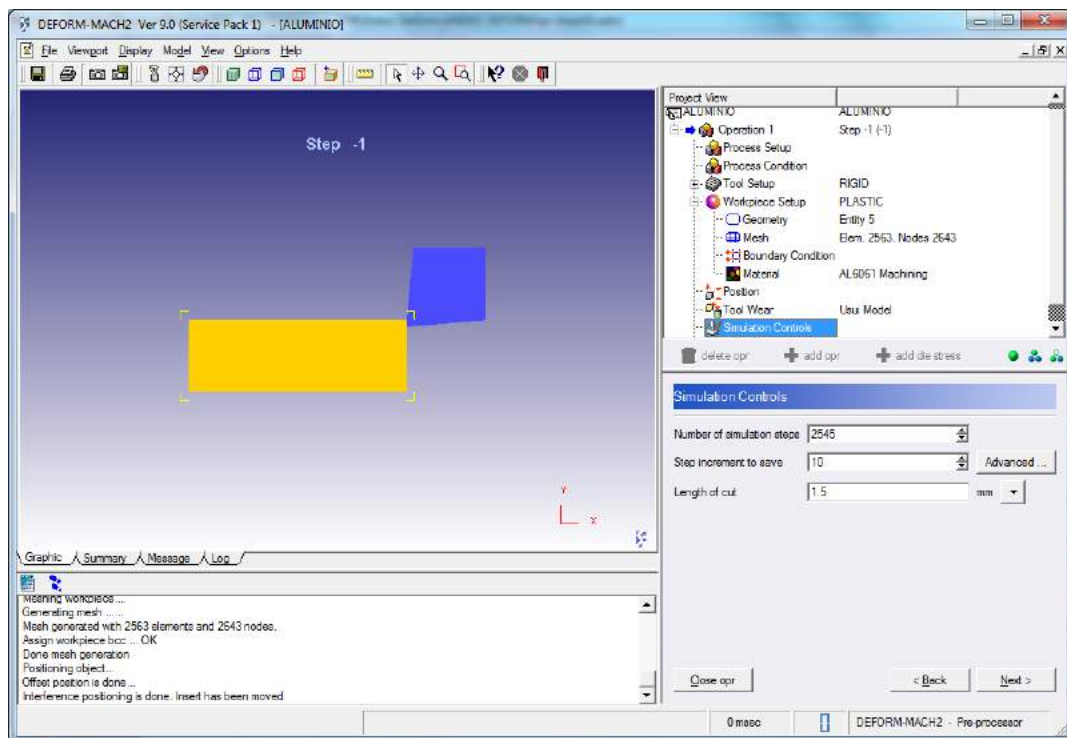 DEFORM-MACH2 Ver 9.0 (Service Pack 1) - [ALUMINIO]
File Viewport Display Model View Options Help
Step -1
Project View
ALUMINIO ALUMINIO
Operation 1 Step -1 (-1)
Process Setup
Process Condition
Tool Setup RIGID
Workpiece Setup PLASTIC
Geometry Entity 5
Mesh Elem. 2563, Nodes 2643
Boundary Condition
Material AL6061 Machining
Position
Tool Wear Usui Model
Simulation Controls
delete opr add opr add die stress
Simulation Controls
Number of simulation steps 2545
Step increment to save 10 Advanced ...
Length of cut 1.5 mm
Y
X
Graphic Summary Message Log
Meshing workpiece ...
Generating mesh ......
Mesh generated with 2563 elements and 2643 nodes.
Assign workpiece bcc ... OK
Done mesh generation
Positioning object...
Offset position is done...
Interference positioning is done. Insert has been moved
Close opr < Back Next >
0 msec DEFORM-MACH2 - Pre-processor